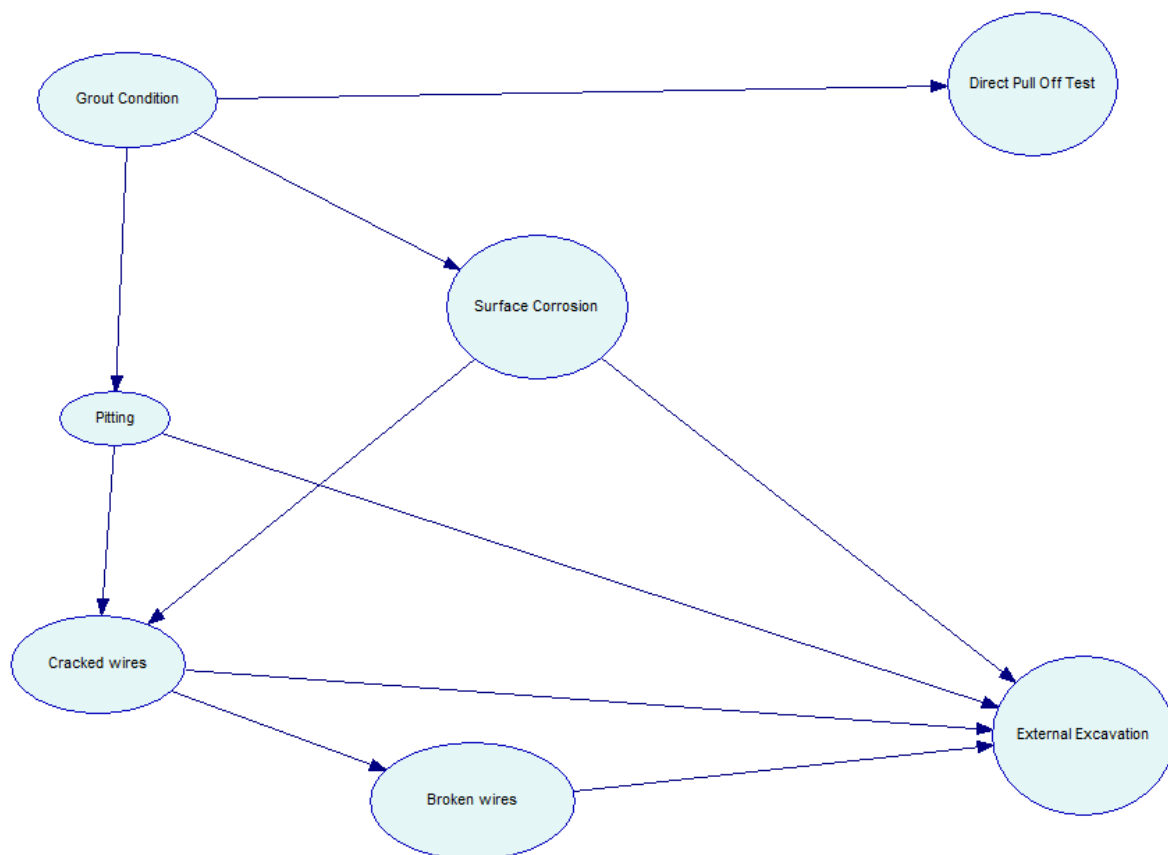 Direct Pull Off Test
Grout Condition
Surface Corrosion
Pitting
Cracked wires
External Excavation
Broken wires